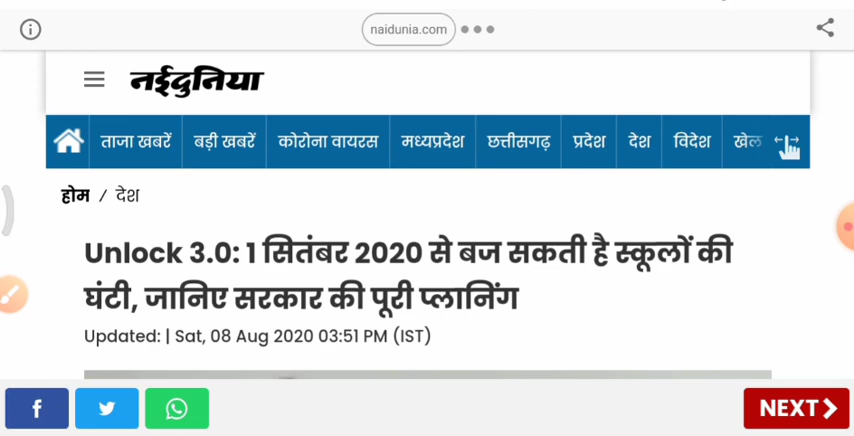 naidunia.com
नईदुनिया
ताजा खबरें बड़ी खबरें कोरोना वायरस मध्यप्रदेश छत्तीसगढ़ प्रदेश देश विदेश खेल
होम / देश
Unlock 3.0: 1 सितंबर 2020 से बज सकती है स्कूलों की
घंटी, जानिए सरकार की पूरी प्लानिंग
Updated: | Sat, 08 Aug 2020 03:51 PM (IST)
NEXT